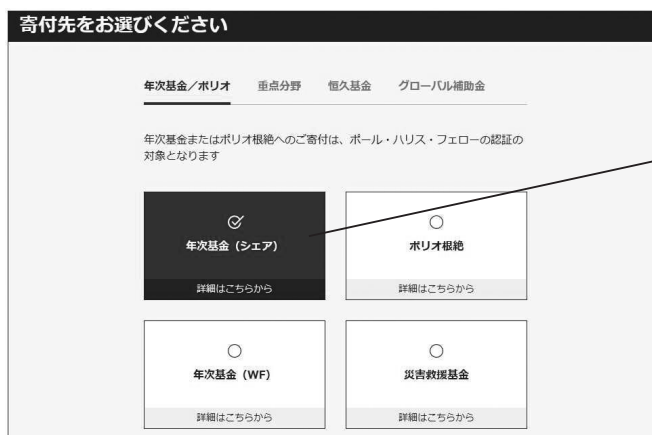 寄付先をお選びください
年次基金／ポリオ 重点分野 恒久基金 グローバル補助金
年次基金またはポリオ根絶へのご寄付は、ポール・ハリス・フェローの認証の
対象となります
年次基金（シェア） ポリオ根絶
詳細はこちらから 詳細はこちらから
年次基金（WF） 災害救援基金
詳細はこちらから 詳細はこちらから